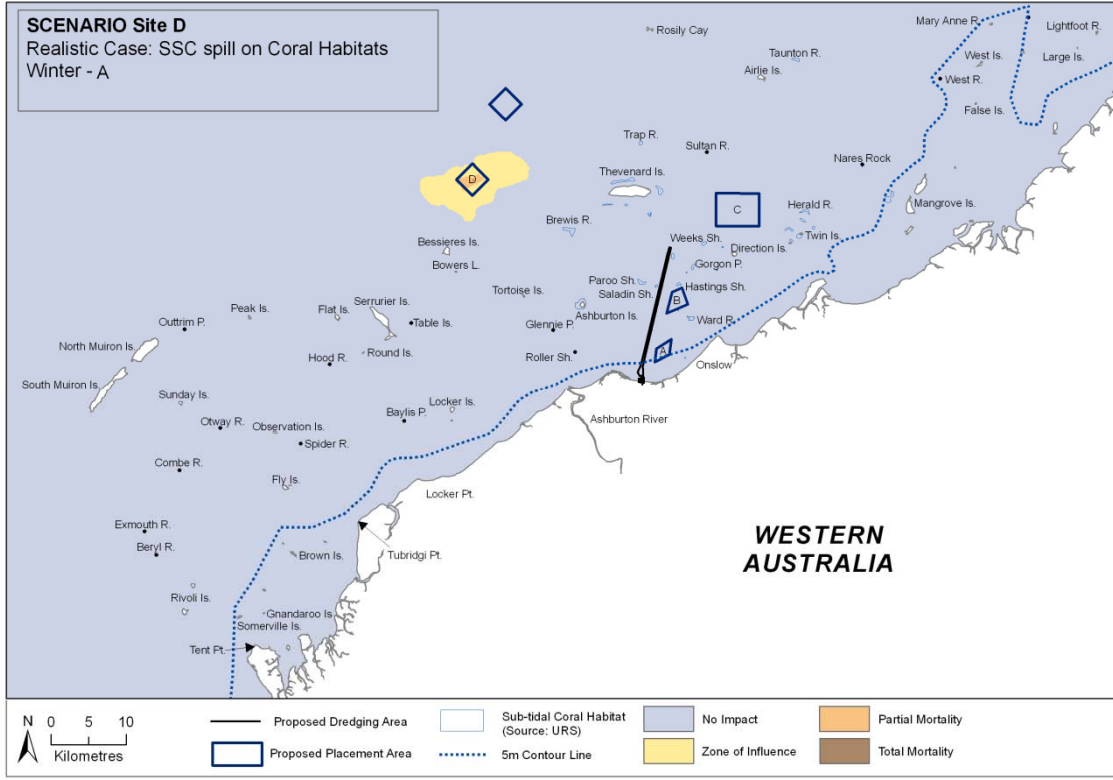 SCENARIO Site D
Realistic Case: SSC spill on Coral Habitats
Winter - A
Mary Anne R.
Lightfoot R.
Rosily Cay
Taunton R.
West Is.
Large Is.
Airlie Is.
West R.
False Is.
Trap R.
Sultan R.
Nares Rock
Thevenard Is.
D
C
Herald R.
Mangrove Is.
Brewis R.
Twin Is.
Weeks Sh.
Direction Is.
Bessieres Is.
Bowers L.
Gorgon P.
Paroo Sh.
Hastings Sh.
Saladin Sh.
Tortoise Is.
B
Serrurier Is.
Peak Is.
Flat Is.
Ashburton Is.
Ward R.
Outtrim P.
Table Is.
Glennie P.
North Muiron Is.
Round Is.
Roller Sh.
A
Hood R.
Onslow
South Muiron Is.
Sunday Is.
Locker Is.
Baylis P.
Ashburton River
Otway R.
Observation Is.
Spider R.
Combe R.
Fly Is.
Locker Pt.
Exmouth R.
WESTERN
AUSTRALIA
Beryl R.
Brown Is.
Tubridgi Pt.
Rivoli Is.
Gnandaroo Is
Somerville Is.
Tent Pt.
N
0 5 10
Kilometres
Proposed Dredging Area
Proposed Placement Area
Sub-tidal Coral Habitat
(Source: URS)
5m Contour Line
No Impact
Zone of Influence
Partial Mortality
Total Mortality